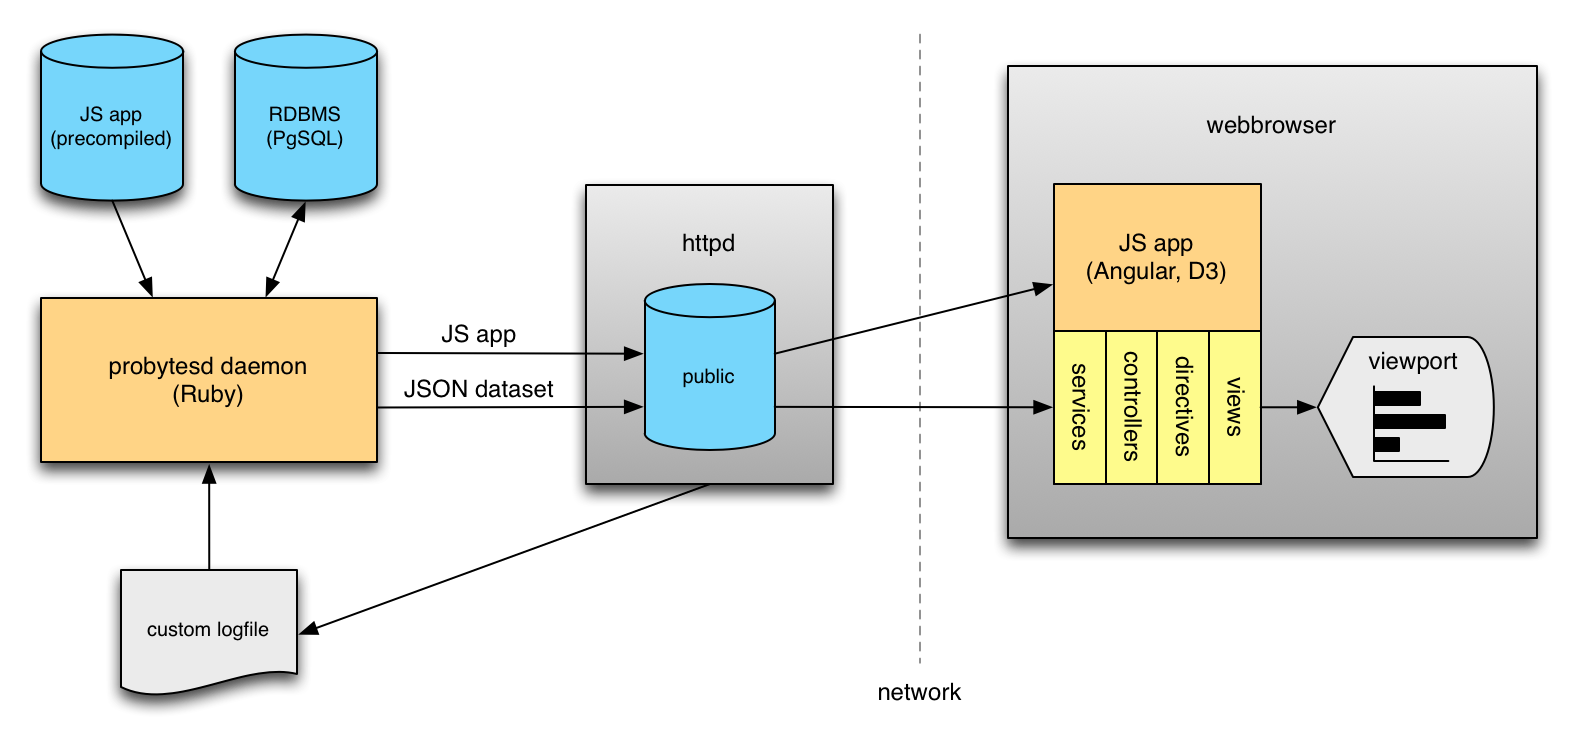 JS app
(precompiled)
RDBMS
(PgSQL)
webbrowser
httpd
JS app
(Angular, D3)
JS app
probytesd daemon
(Ruby)
JSON dataset
public
services
controllers
directives
views
viewport
custom logfile
network